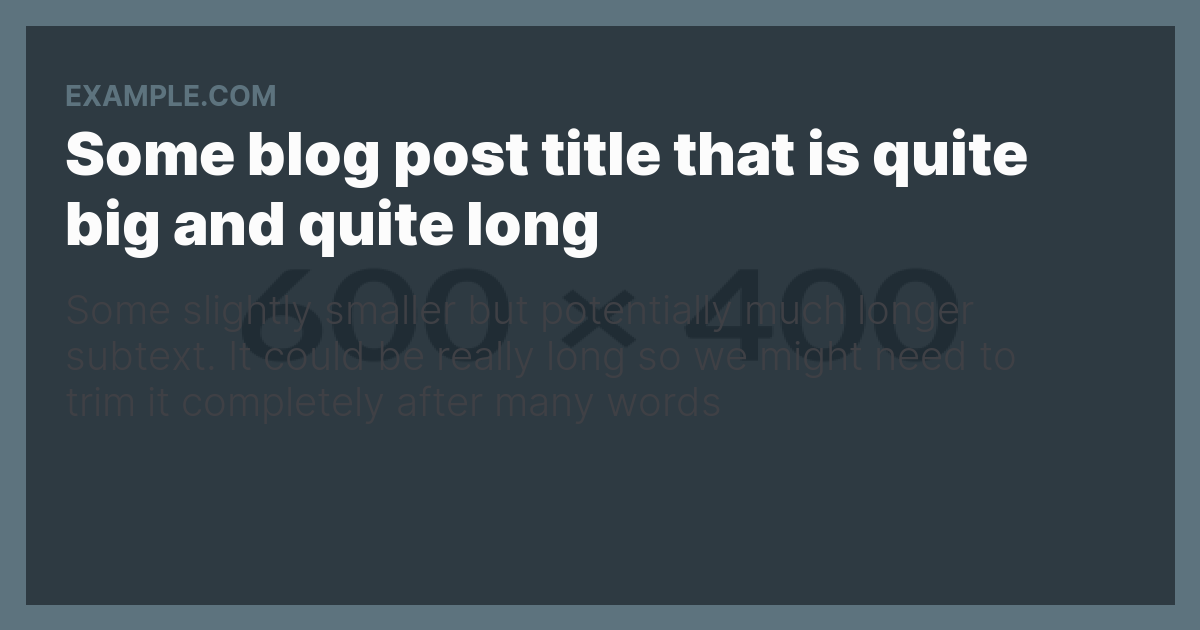 EXAMPLE.COM
Some blog post title that is quite
big and quite long
600 × 400
Some slightly smaller but potentially much longer
subtext. It could be really long so we might need to
trim it completely after many words